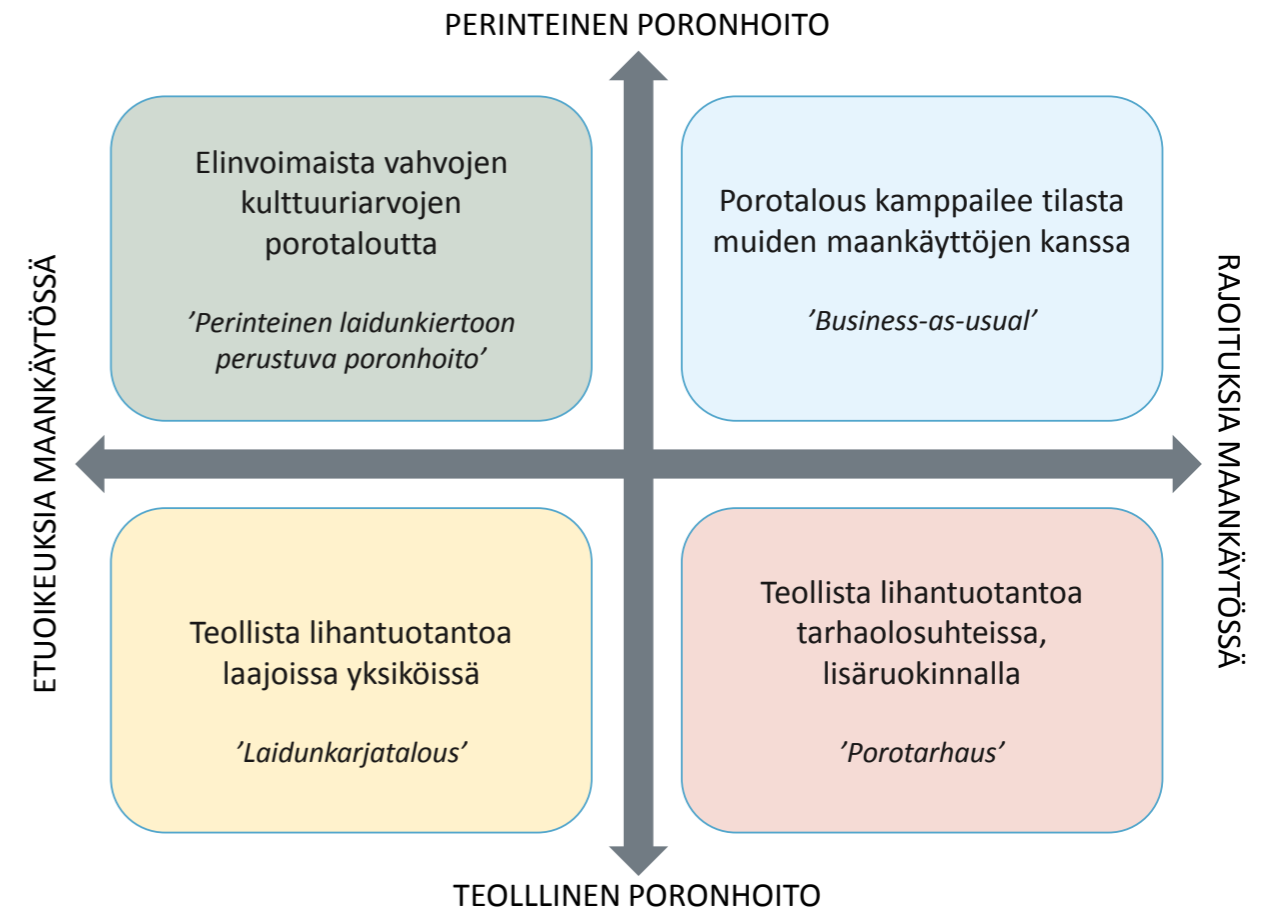 PERINTEINEN PORONHOITO
Elinvoimaista vahvojen
kulttuuriarvojen
porotaloutta
’Perinteinen laidunkiertoon
perustuva poronhoito’
Porotalous kamppailee tilasta
muiden maankäyttöjen kanssa
’Business-as-usual’
ETUOIKEUKSIA MAANKÄYTÖSSÄ
RAJOITUKSIA MAANKÄYTÖSSÄ
Teollista lihantuotantoa
laajoissa yksiköissä
’Laidunkarjatalous’
Teollista lihantuotantoa
tarhaolosuhteissa,
lisäruokinnalla
’Porotarhaus’
TEOLLLINEN PORONHOITO